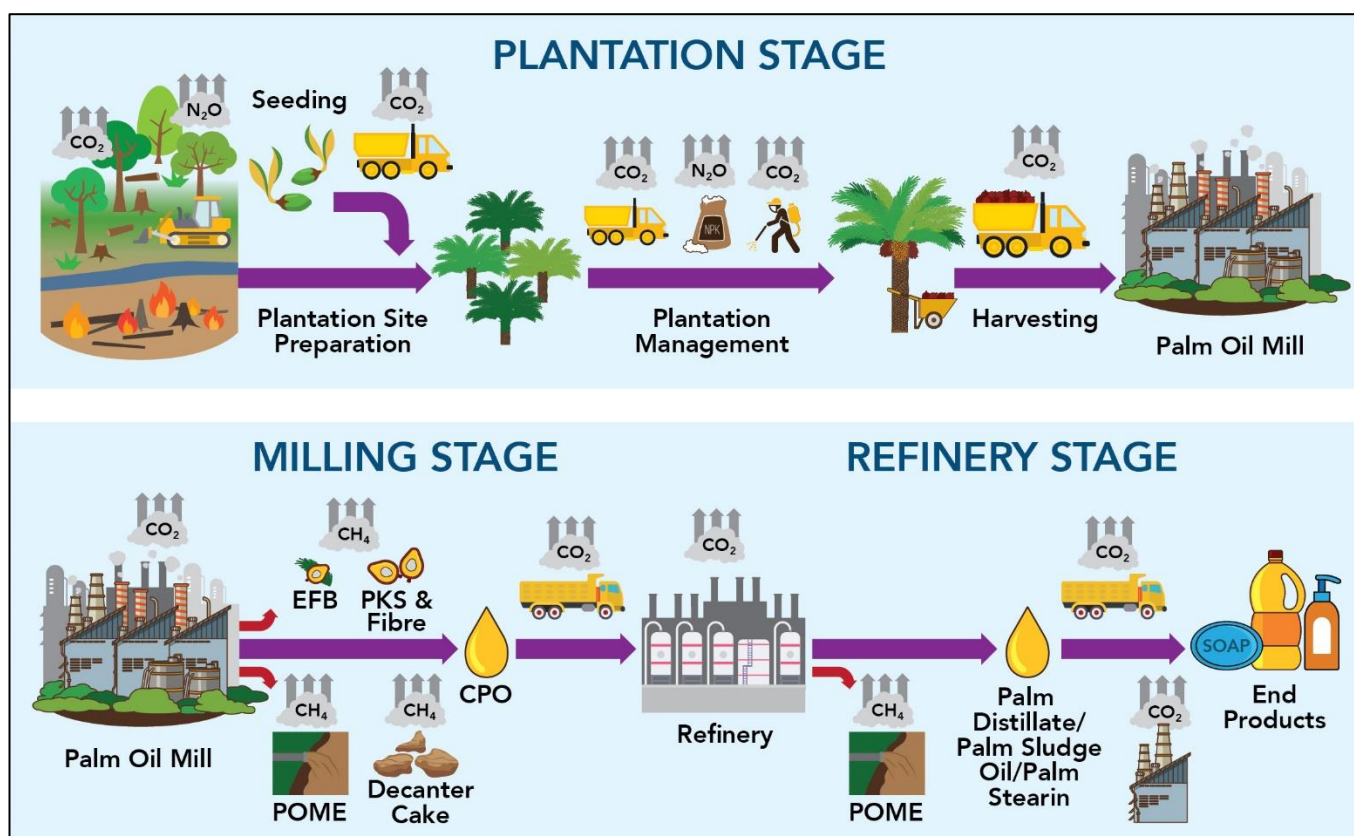 PLANTATION STAGE
CO₂
N₂O
Seeding
CO₂
Plantation Site
Preparation
CO₂
N₂O
CO₂
NPK
Plantation
Management
CO₂
Harvesting
Palm Oil Mill
MILLING STAGE
CO₂
Palm Oil Mill
CH₄
EFB
PKS &
Fibre
CH₄
POME
CH₄
Decanter
Cake
CPO
CO₂
REFINERY STAGE
CO₂
Refinery
CH₄
POME
Palm
Distillate/
Palm Sludge
Oil/Palm
Stearin
CO₂
CO₂
SOAP
End
Products